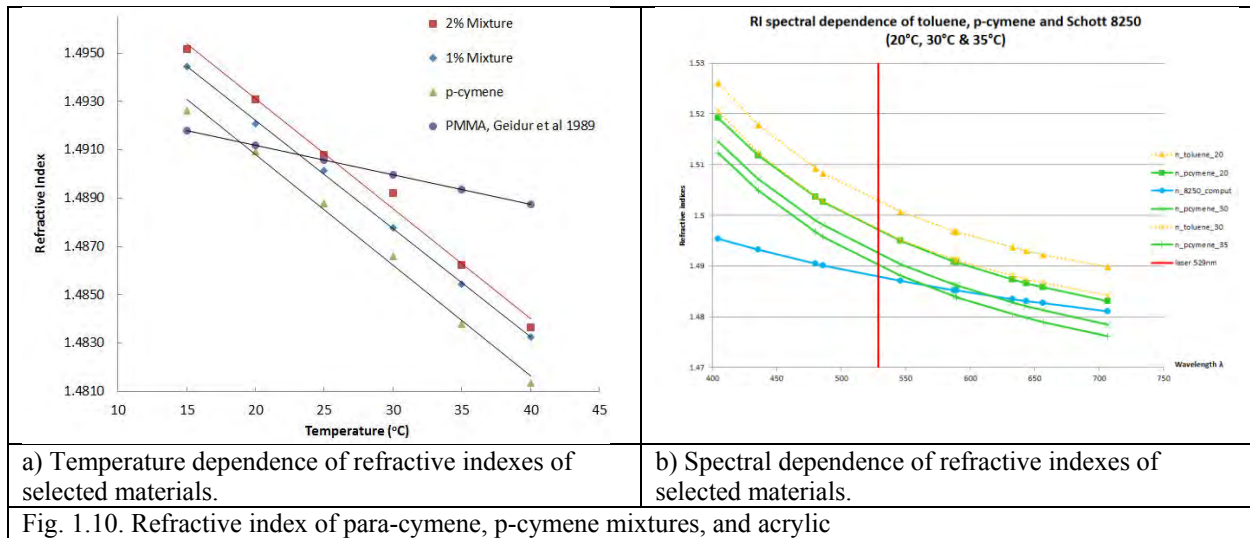 2% Mixture
1% Mixture
p-cymene
PMMA, Geidur et al 1989
1.4950
1.4930
1.4910
1.4890
1.4870
1.4850
1.4830
1.4810
Refractive Index
10 15 20 25 30 35 40 45
Temperature (°C)
RI spectral dependence of toluene, p-cymene and Schott 8250
(20°C, 30°C & 35°C)
1.53
1.52
1.51
1.5
1.49
1.48
1.47
Refractive indices
n_toluene_20
n_pcymene_20
n_8250_comput
n_pcymene_30
n_toluene_30
n_pcymene_35
laser 529nm
Wavelength λ
400 450 500 550 600 650 700 750
a) Temperature dependence of refractive indexes of
selected materials.
b) Spectral dependence of refractive indexes of
selected materials.
Fig. 1.10. Refractive index of para-cymene, p-cymene mixtures, and acrylic